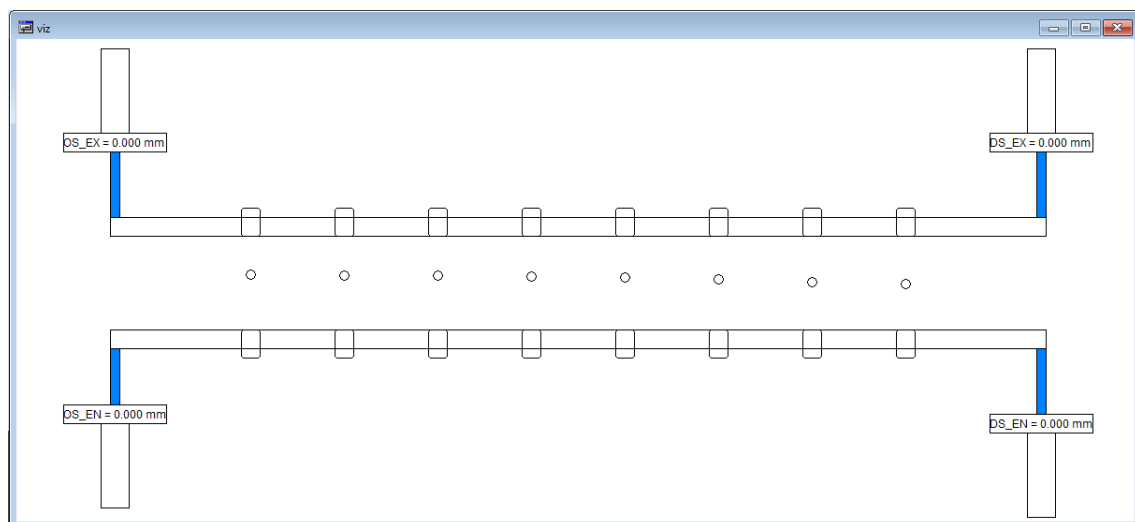 viz
OS_EX = 0.000 mm
DS_EX = 0.000 mm
OS_EN = 0.000 mm
DS_EN = 0.000 mm